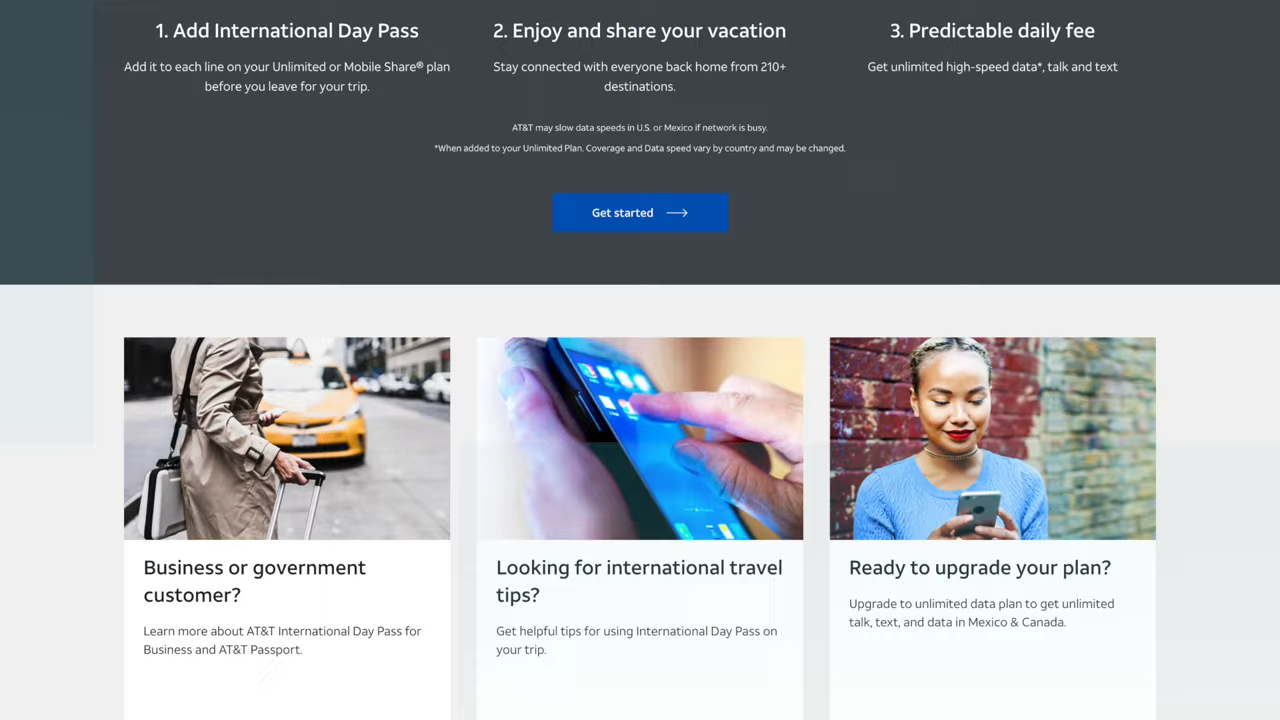 1. Add International Day Pass
Add it to each line on your Unlimited or Mobile Share® plan
before you leave for your trip.
2. Enjoy and share your vacation
Stay connected with everyone back home from 210+
destinations.
3. Predictable daily fee
Get unlimited high-speed data*, talk and text
AT&T may slow data speeds in U.S. or Mexico if network is busy.
*When added to your Unlimited Plan. Coverage and Data speed vary by country and may be changed.
Get started
Business or government
customer?
Learn more about AT&T International Day Pass for
Business and AT&T Passport.
Looking for international travel
tips?
Get helpful tips for using International Day Pass on
your trip.
Ready to upgrade your plan?
Upgrade to unlimited data plan to get unlimited
talk, text, and data in Mexico & Canada.